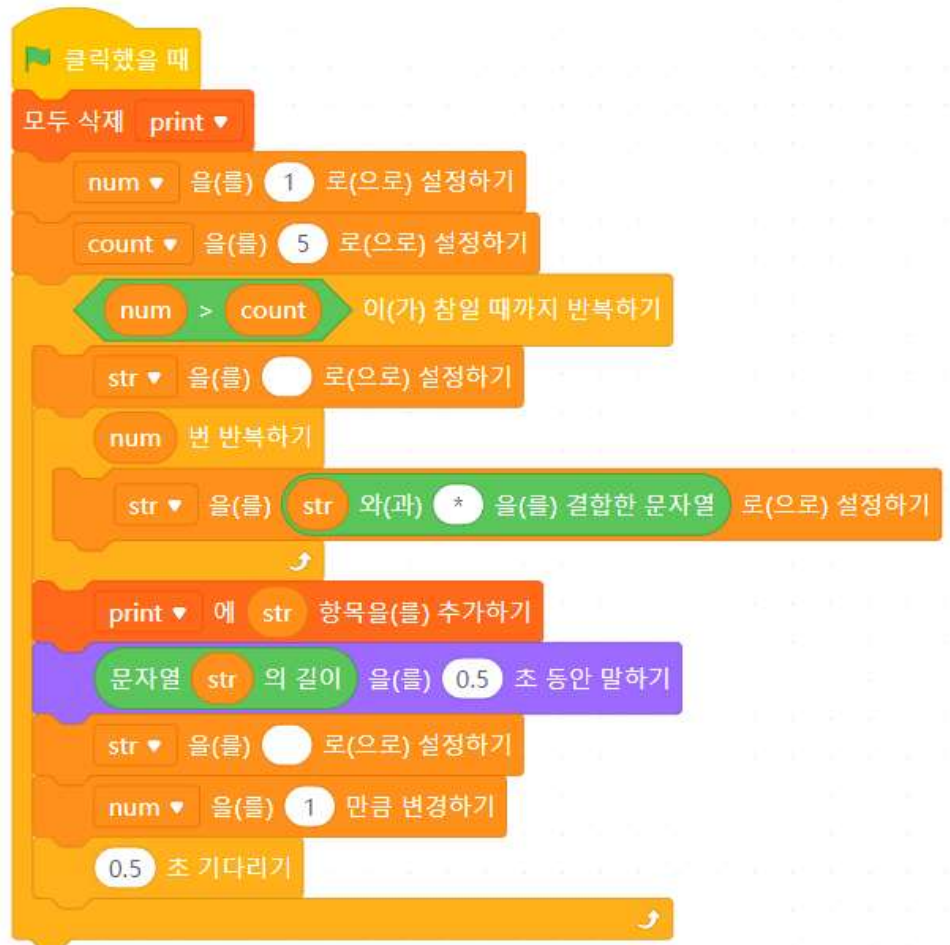 클릭했을 때
모두 삭제 print
num 을(를) 1 로(으로) 설정하기
count 을(를) 5 로(으로) 설정하기
num > count 이(가) 참일 때까지 반복하기
str 을(를) 로(으로) 설정하기
num 번 반복하기
str 을(를) str 와(과) * 을(를) 결합한 문자열 로(으로) 설정하기
print 에 str 항목을(를) 추가하기
문자열 str 의 길이 을(를) 0.5 초 동안 말하기
str 을(를) 로(으로) 설정하기
num 을(를) 1 만큼 변경하기
0.5 초 기다리기